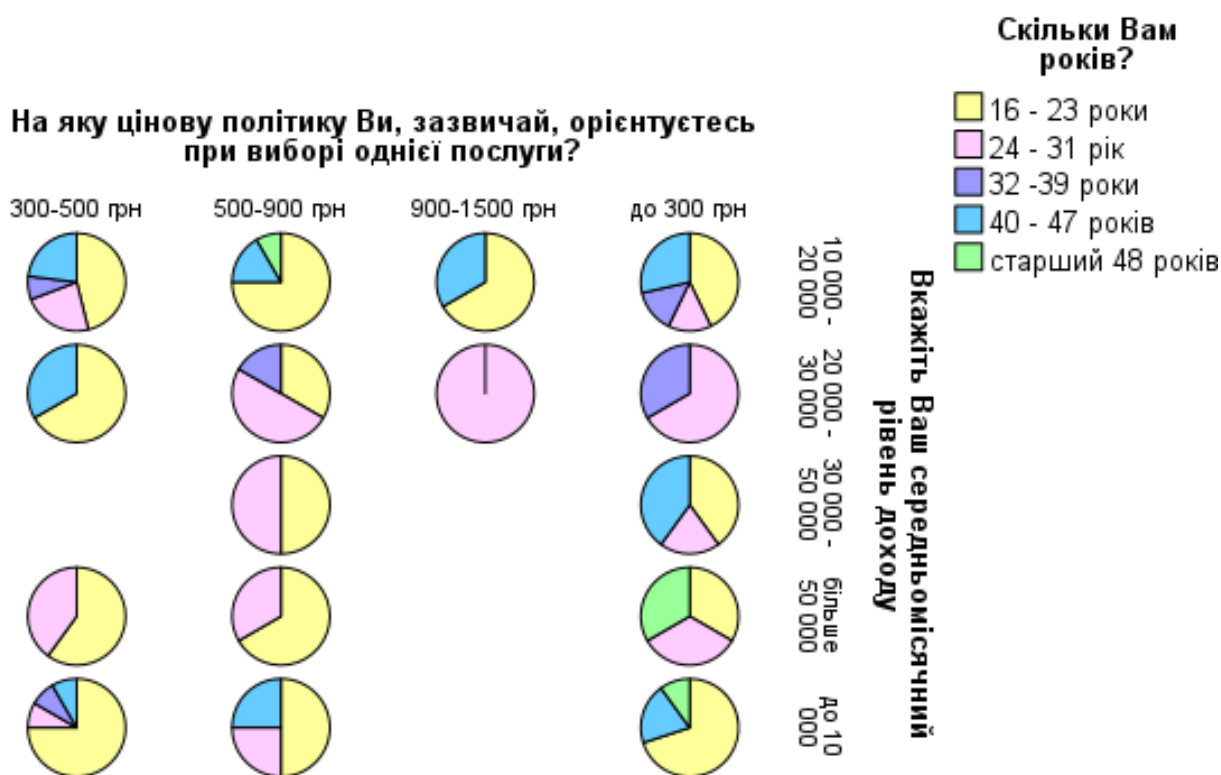 Скільки Вам
років?
16 - 23 роки
24 - 31 рік
32 -39 роки
40 - 47 років
старший 48 років
На яку цінову політику Ви, зазвичай, орієнтуєтесь
при виборі однієї послуги?
300-500 грн
500-900 грн
900-1500 грн
до 300 грн
10 000 -
20 000
20 000 -
30 000
30 000 -
50 000
більше
50 000
до 10
000
Вкажіть Ваш середньомісячний
рівень доходу